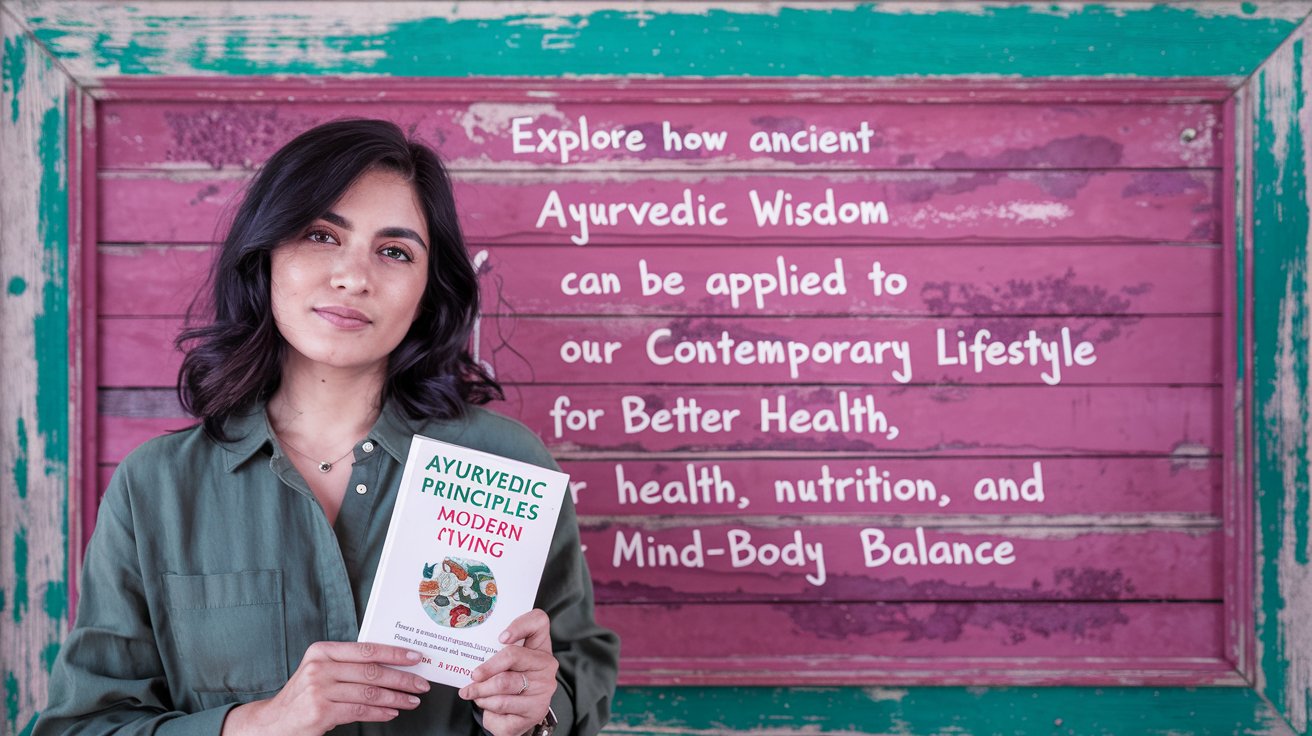 Explore how ancient
Ayurvedic Wisdom
can be applied to
our Contemporary Lifestyle
for Better Health,
r health, nutrition, and
Mind-Body Balance
AYURVEDIC
PRINCIPLES
MODERN